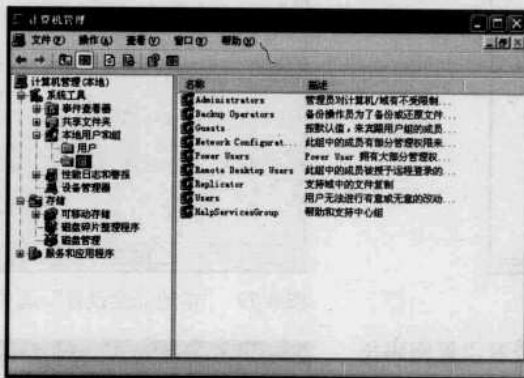 计算机管理
文件(F) 操作(A) 查看(V) 窗口(W) 帮助(H)
计算机管理(本地)
系统工具
事件查看器
共享文件夹
本地用户和组
用户
组
性能日志和警报
设备管理器
存储
可移动存储
磁盘碎片整理程序
磁盘管理
服务和应用程序
名称 描述
Administrators 管理员对计算机/域有不受限制...
Backup Operators 备份操作员为了备份或还原文件...
Guests 按默认值，来宾跟用户组的成员...
Network Configurat... 此组中的成员有部分管理权限来...
Power Users Power User 拥有大部分管理权...
Remote Desktop Users 此组中的成员被授予远程登录的...
Replicator 支持域中的文件复制
Users 用户无法进行有意或无意的改动...
HelpServicesGroup 帮助和支持中心组